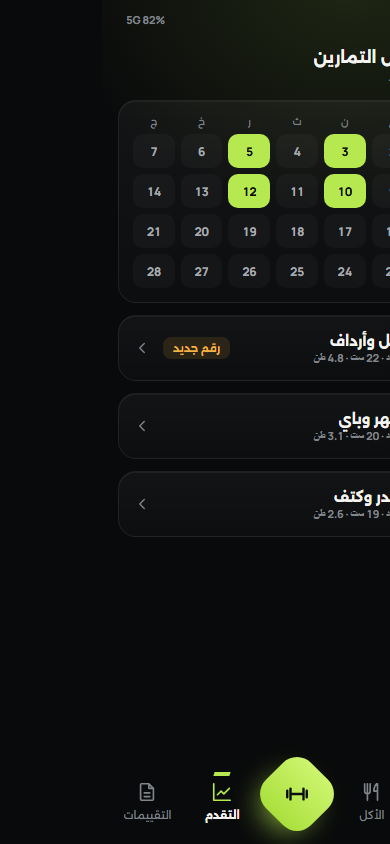 5G 82%
التمارين
ن ث ر خ ج
3 4 5 6 7
10 11 12 13 14
17 18 19 20 21
24 25 26 27 28
وأرداف
رقم جديد
22 ست · 4.8 طن
وباي
20 ست · 3.1 طن
وكتف
19 ست · 2.6 طن
الأكل
التقدم
التقييمات